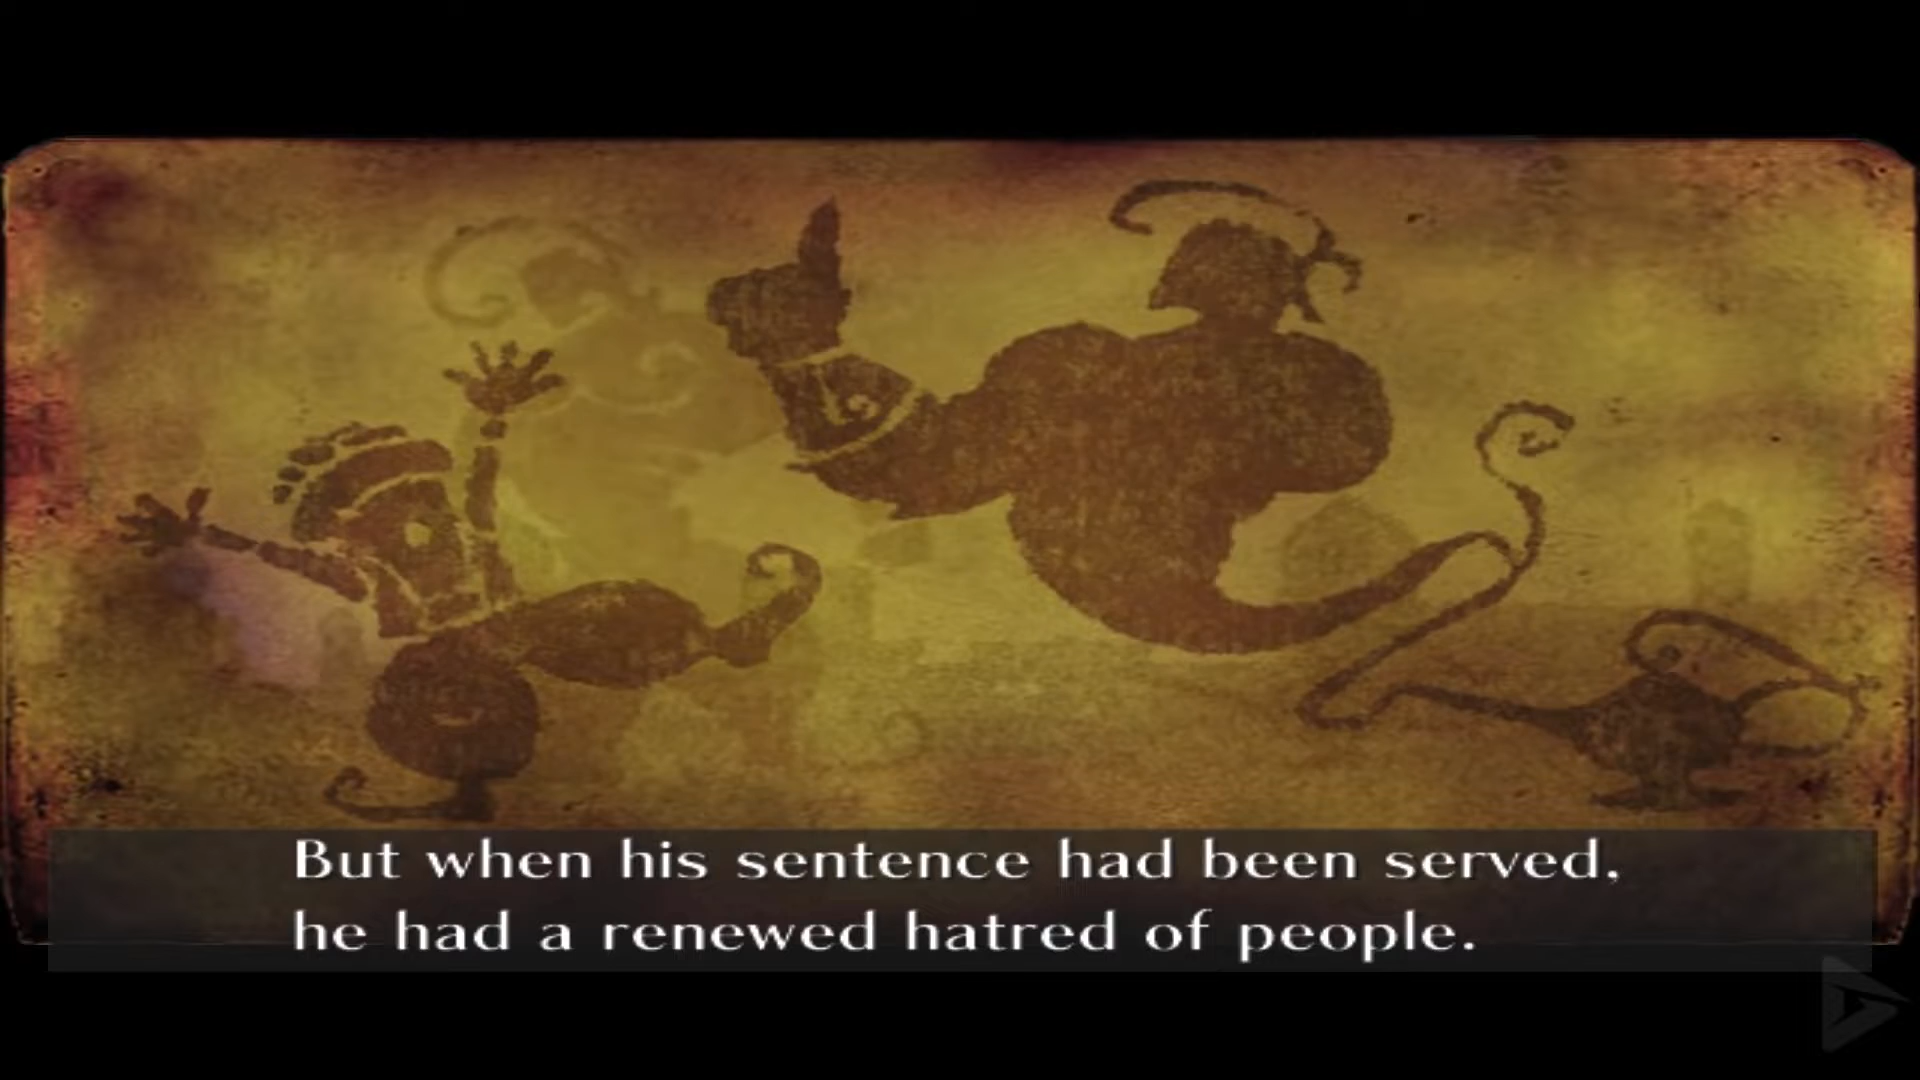 But when his sentence had been served,
he had a renewed hatred of people.